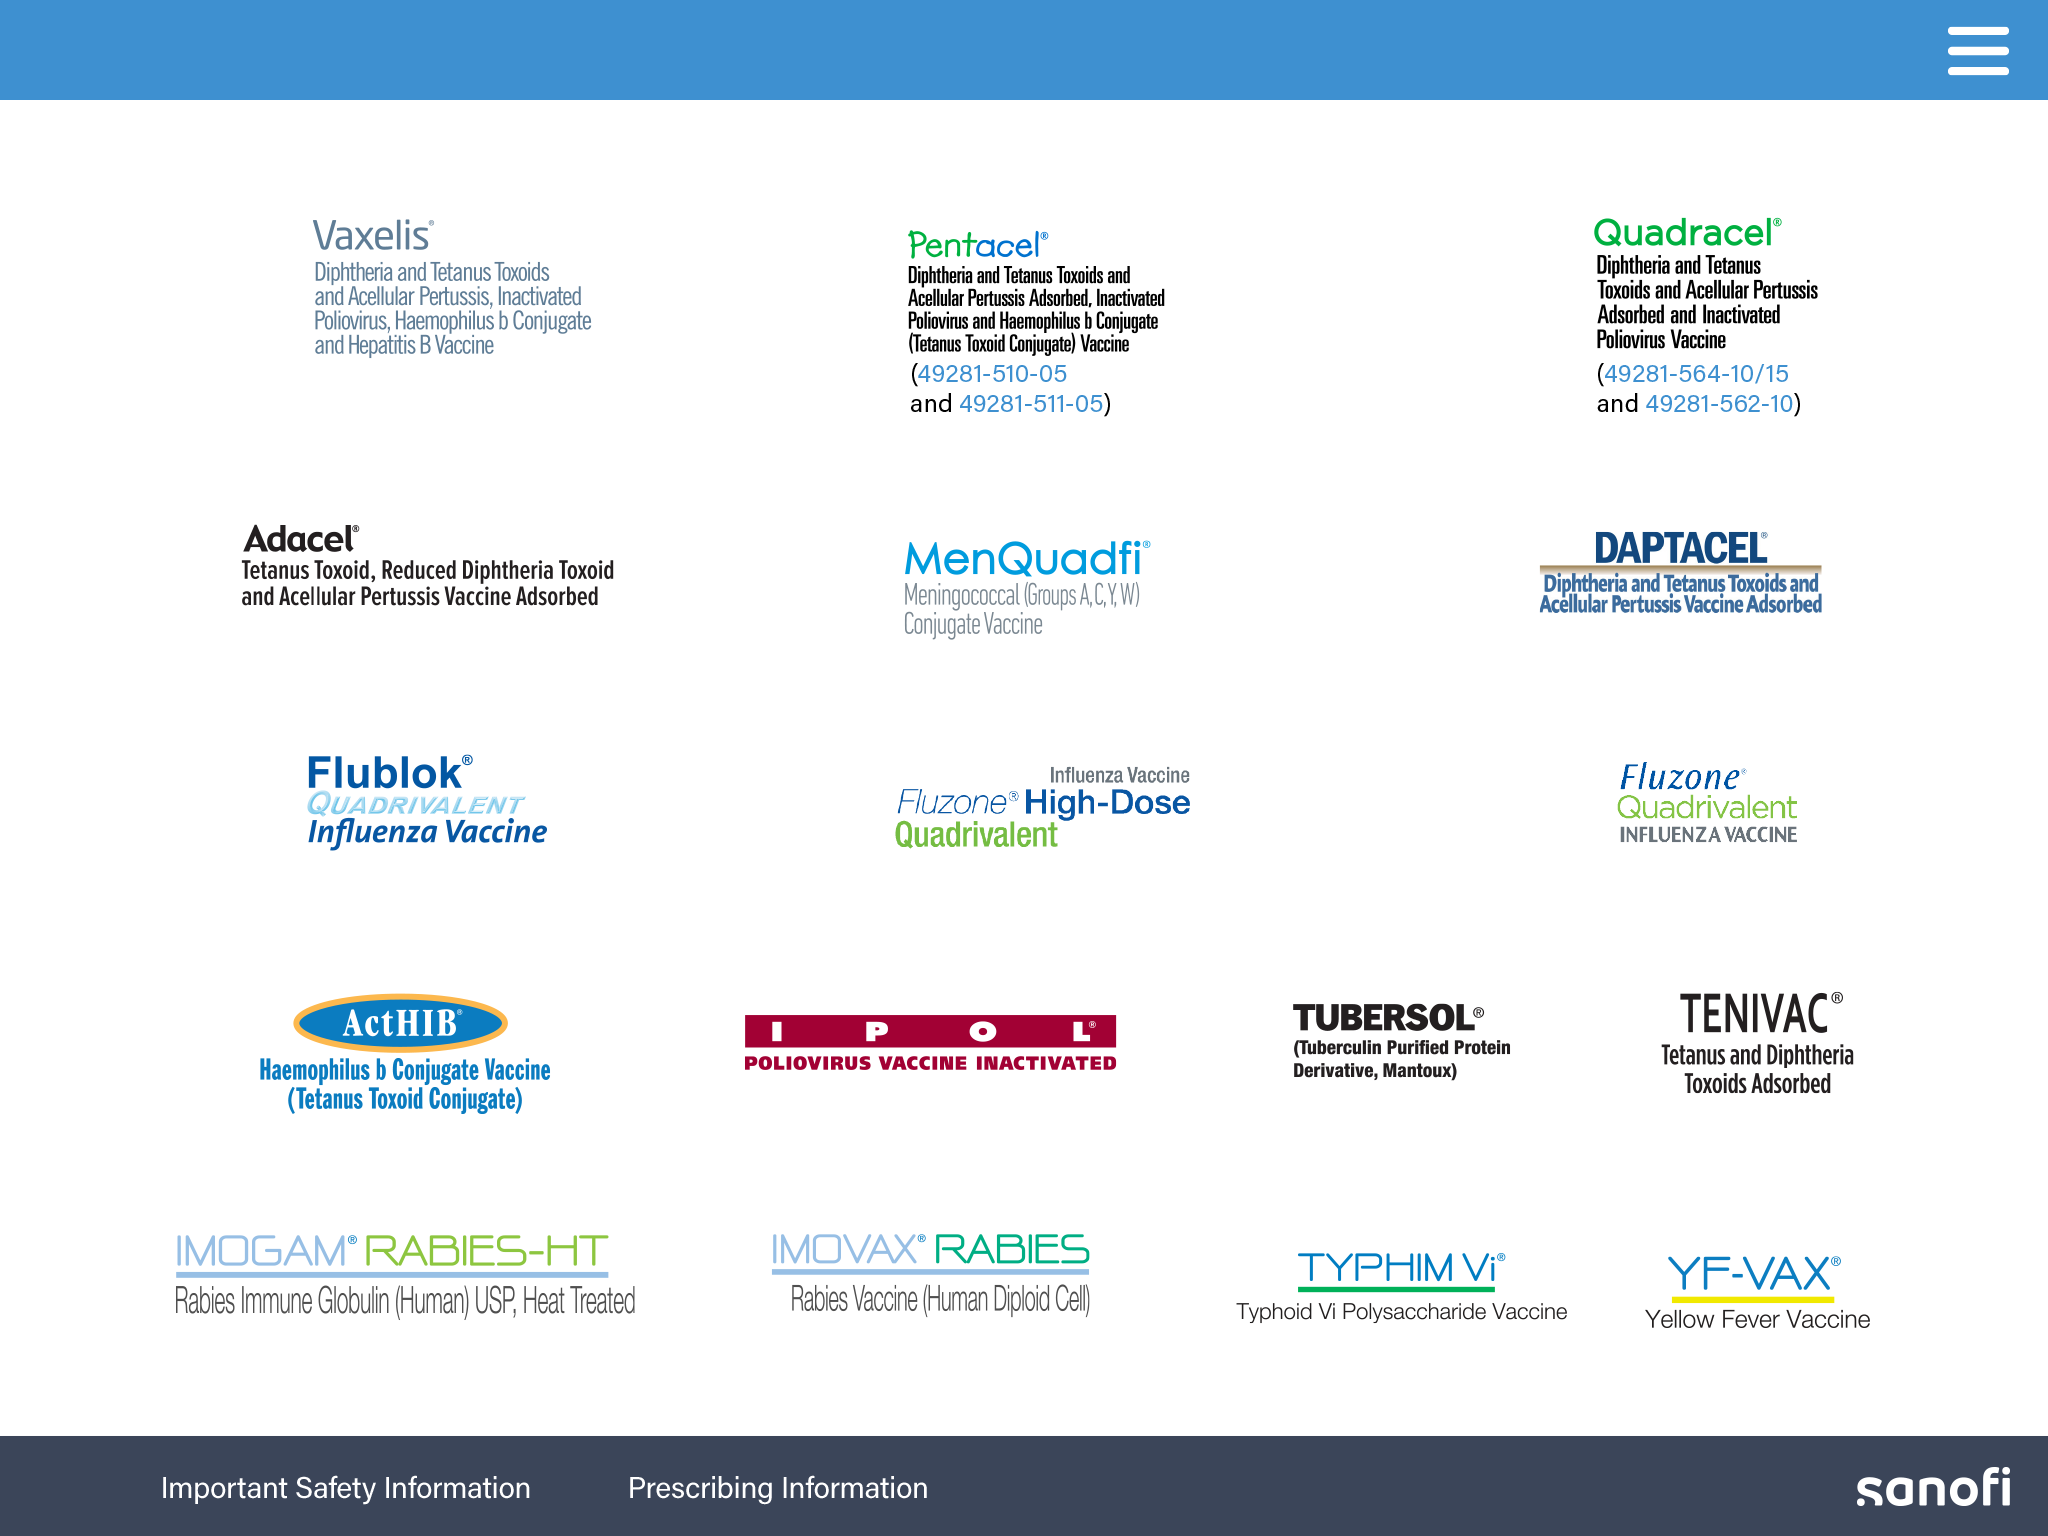 Vaxelis®
Diphtheria and Tetanus Toxoids
and Acellular Pertussis, Inactivated
Poliovirus, Haemophilus b Conjugate
and Hepatitis B Vaccine
Pentacel®
Diphtheria and Tetanus Toxoids and
Acellular Pertussis Adsorbed, Inactivated
Poliovirus and Haemophilus b Conjugate
(Tetanus Toxoid Conjugate) Vaccine
(49281-510-05
and 49281-511-05)
Quadracel®
Diphtheria and Tetanus
Toxoids and Acellular Pertussis
Adsorbed and Inactivated
Poliovirus Vaccine
(49281-564-10/15
and 49281-562-10)
Adacel®
Tetanus Toxoid, Reduced Diphtheria Toxoid
and Acellular Pertussis Vaccine Adsorbed
MenQuadfi®
Meningococcal (Groups A, C, Y, W)
Conjugate Vaccine
DAPTACEL®
Diphtheria and Tetanus Toxoids and
Acellular Pertussis Vaccine Adsorbed
Flublok®
QUADRIVALENT
Influenza Vaccine
Influenza Vaccine
Fluzone® High-Dose
Quadrivalent
Fluzone®
Quadrivalent
INFLUENZA VACCINE
ActHIB®
Haemophilus b Conjugate Vaccine
(Tetanus Toxoid Conjugate)
IPOL®
POLIOVIRUS VACCINE INACTIVATED
TUBERSOL®
(Tuberculin Purified Protein
Derivative, Mantoux)
TENIVAC®
Tetanus and Diphtheria
Toxoids Adsorbed
IMOGAM® RABIES-HT
Rabies Immune Globulin (Human) USP, Heat Treated
IMOVAX® RABIES
Rabies Vaccine (Human Diploid Cell)
TYPHIM Vi®
Typhoid Vi Polysaccharide Vaccine
YF-VAX®
Yellow Fever Vaccine
Important Safety Information
Prescribing Information
sanofi